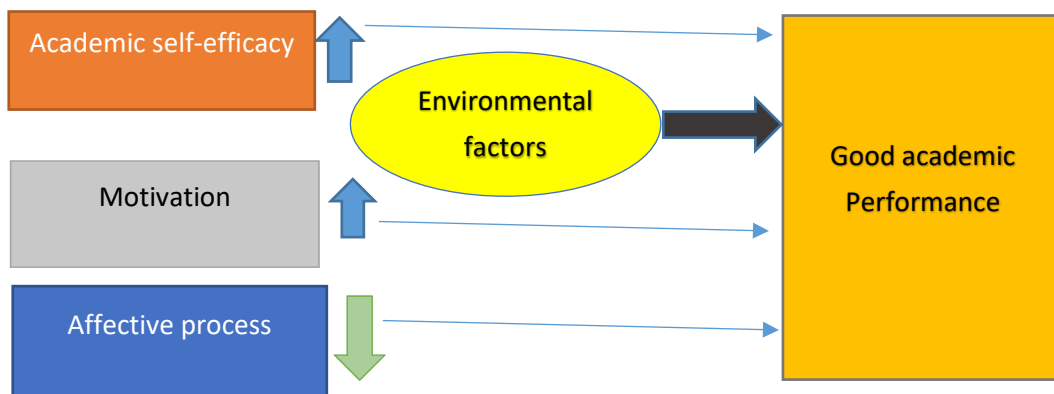 Academic self-efficacy
Environmental
factors
Motivation
Good academic
Performance
Affective process